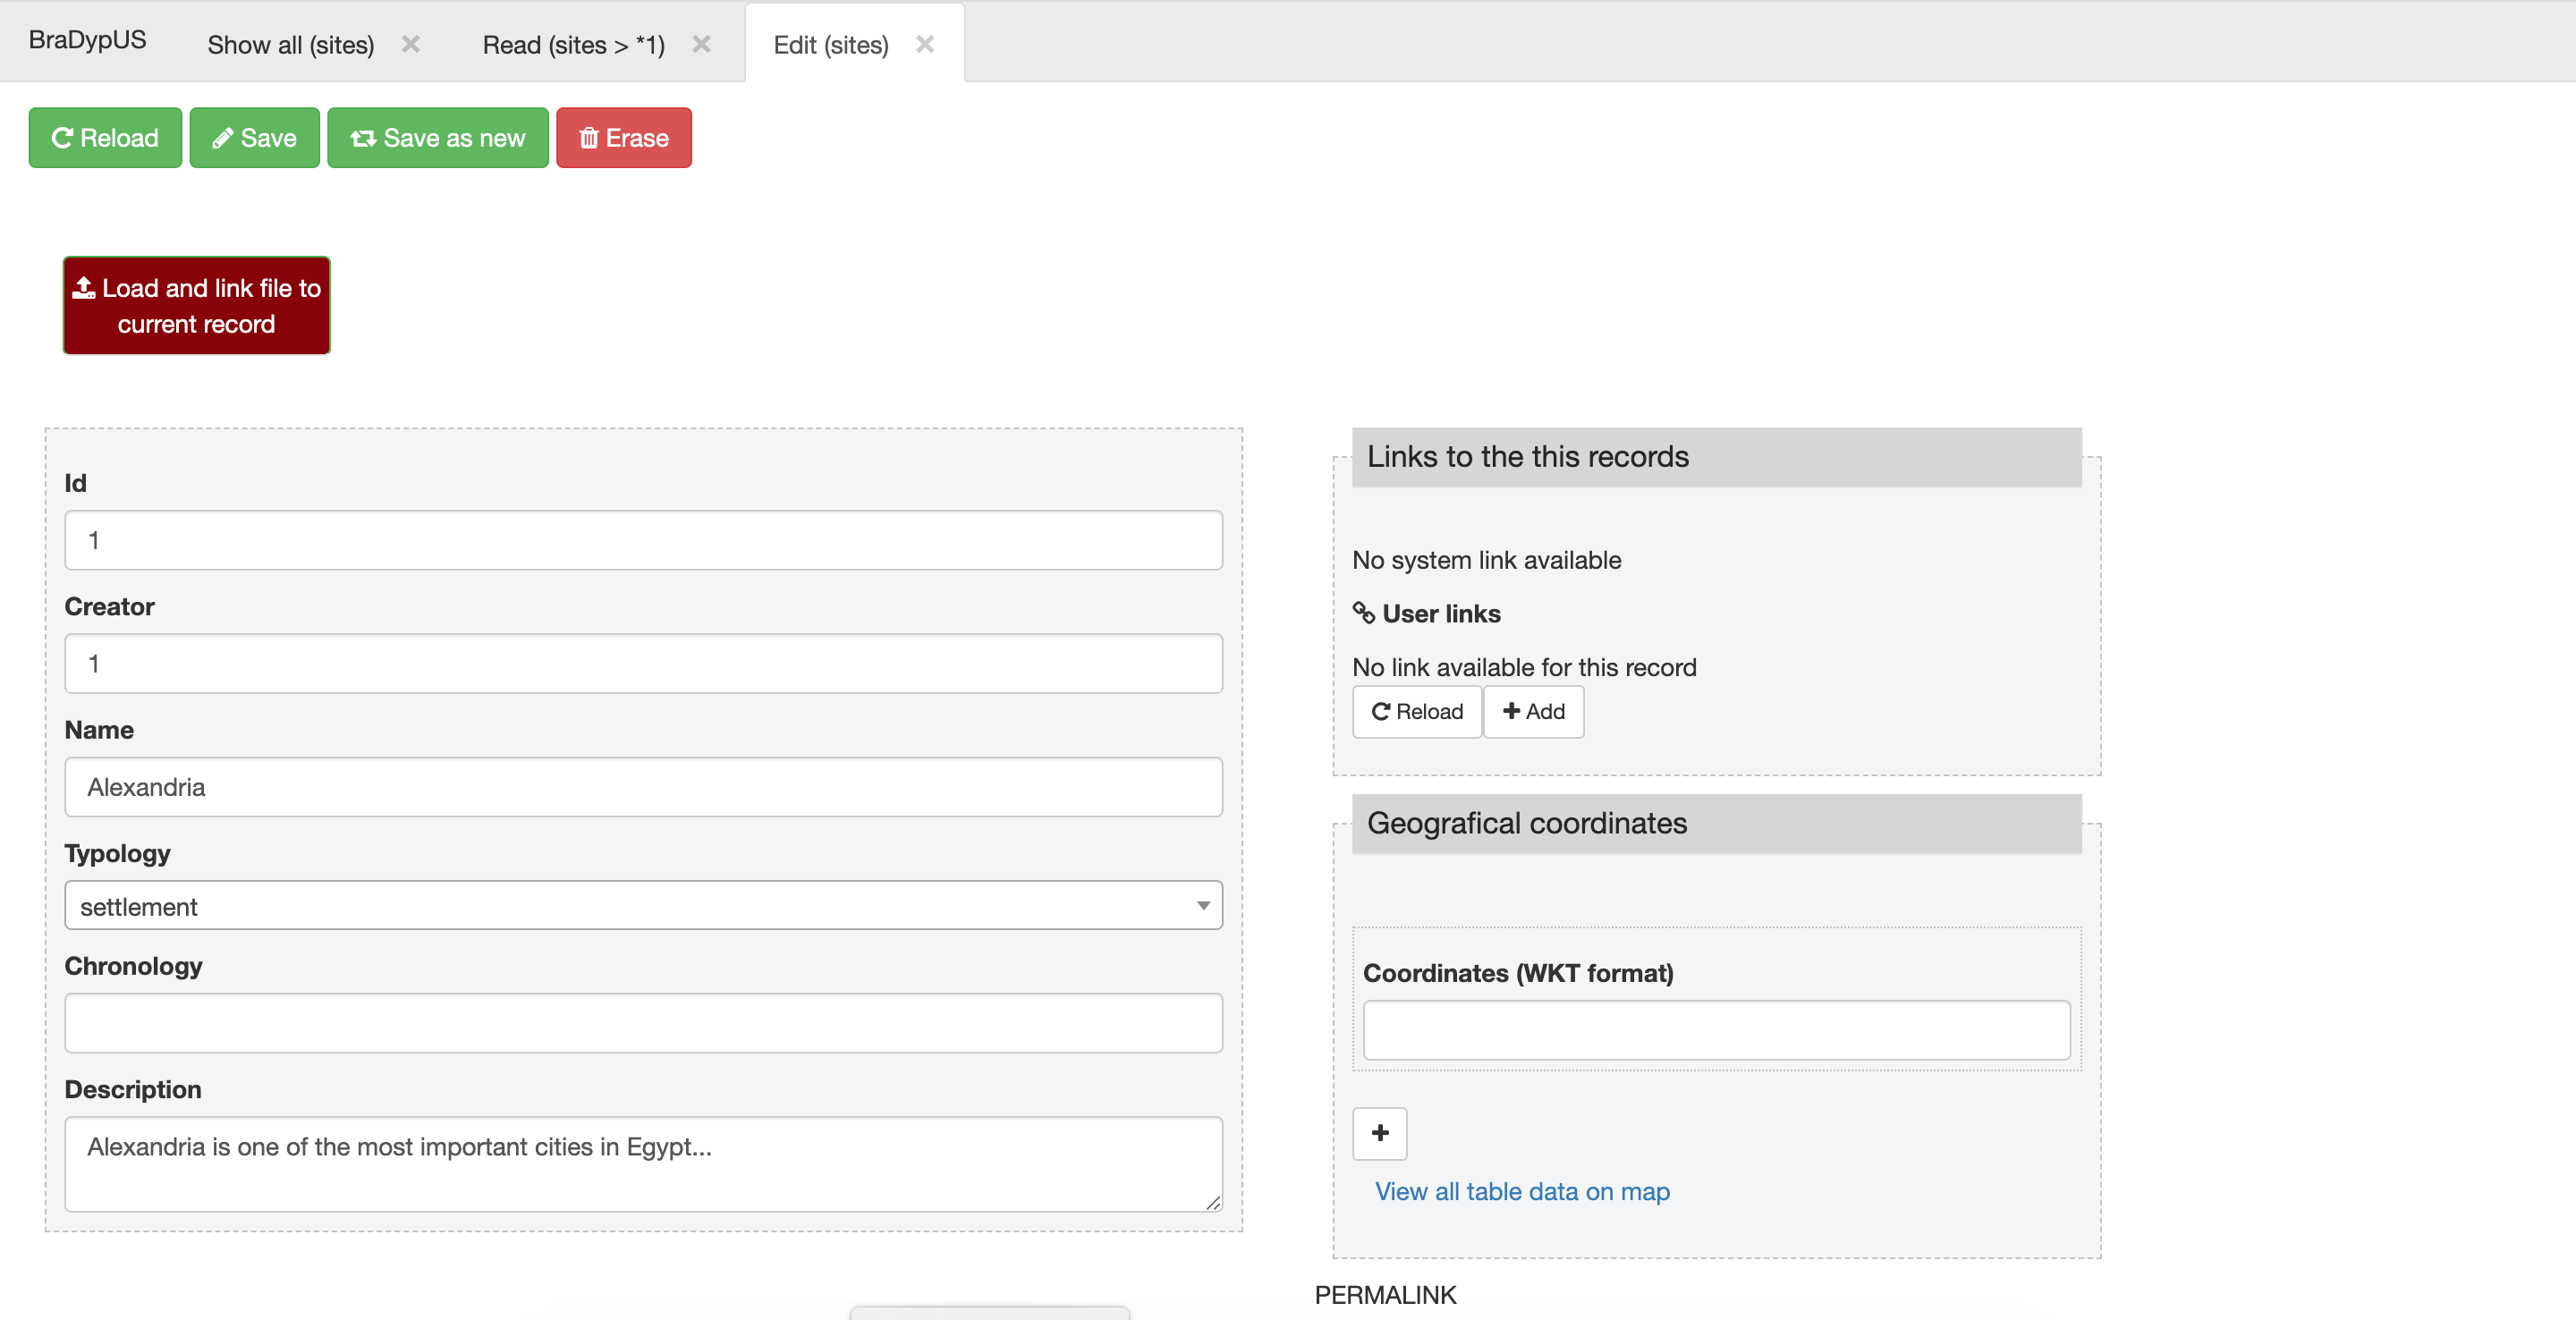 BraDypUS
Show all (sites)
Read (sites > *1)
Edit (sites)
Reload
Save
Save as new
Erase
Load and link file to
current record
Id
1
Creator
1
Name
Alexandria
Typology
settlement
Chronology
Description
Alexandria is one of the most important cities in Egypt...
Links to the this records
No system link available
User links
No link available for this record
Reload
Add
Geografical coordinates
Coordinates (WKT format)
View all table data on map
PERMALINK